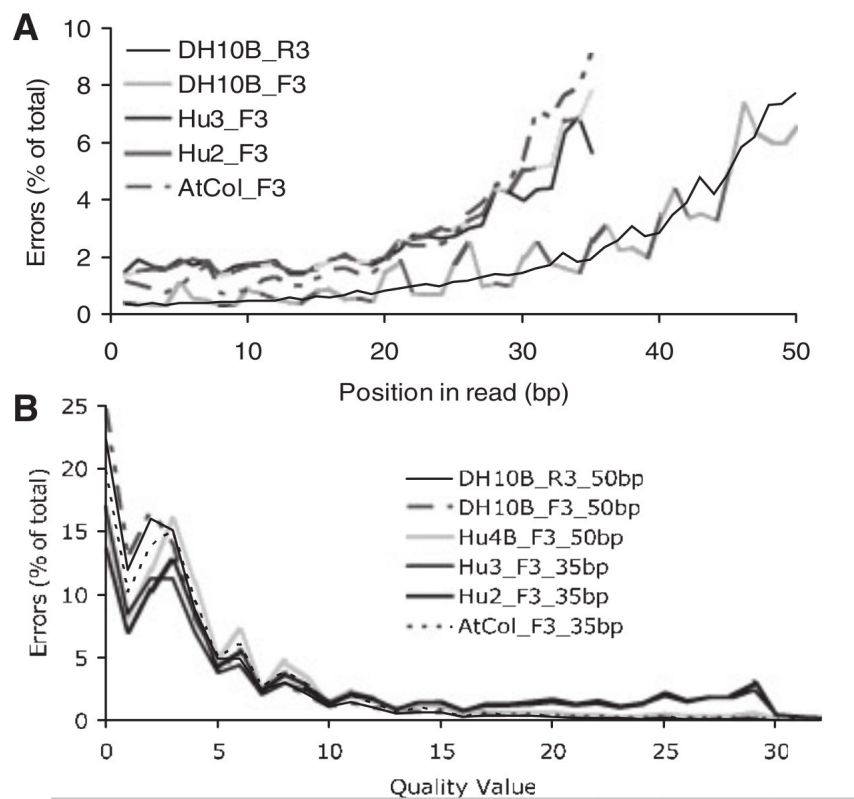 A
10
8
6
4
2
0
Errors (% of total)
DH10B_R3
DH10B_F3
Hu3_F3
Hu2_F3
AtCol_F3
0 10 20 30 40 50
Position in read (bp)
B
25
20
15
10
5
0
Errors (% of total)
DH10B_R3_50bp
DH10B_F3_50bp
Hu4B_F3_50bp
Hu3_F3_35bp
Hu2_F3_35bp
AtCol_F3_35bp
0 5 10 15 20 25 30
Quality Value